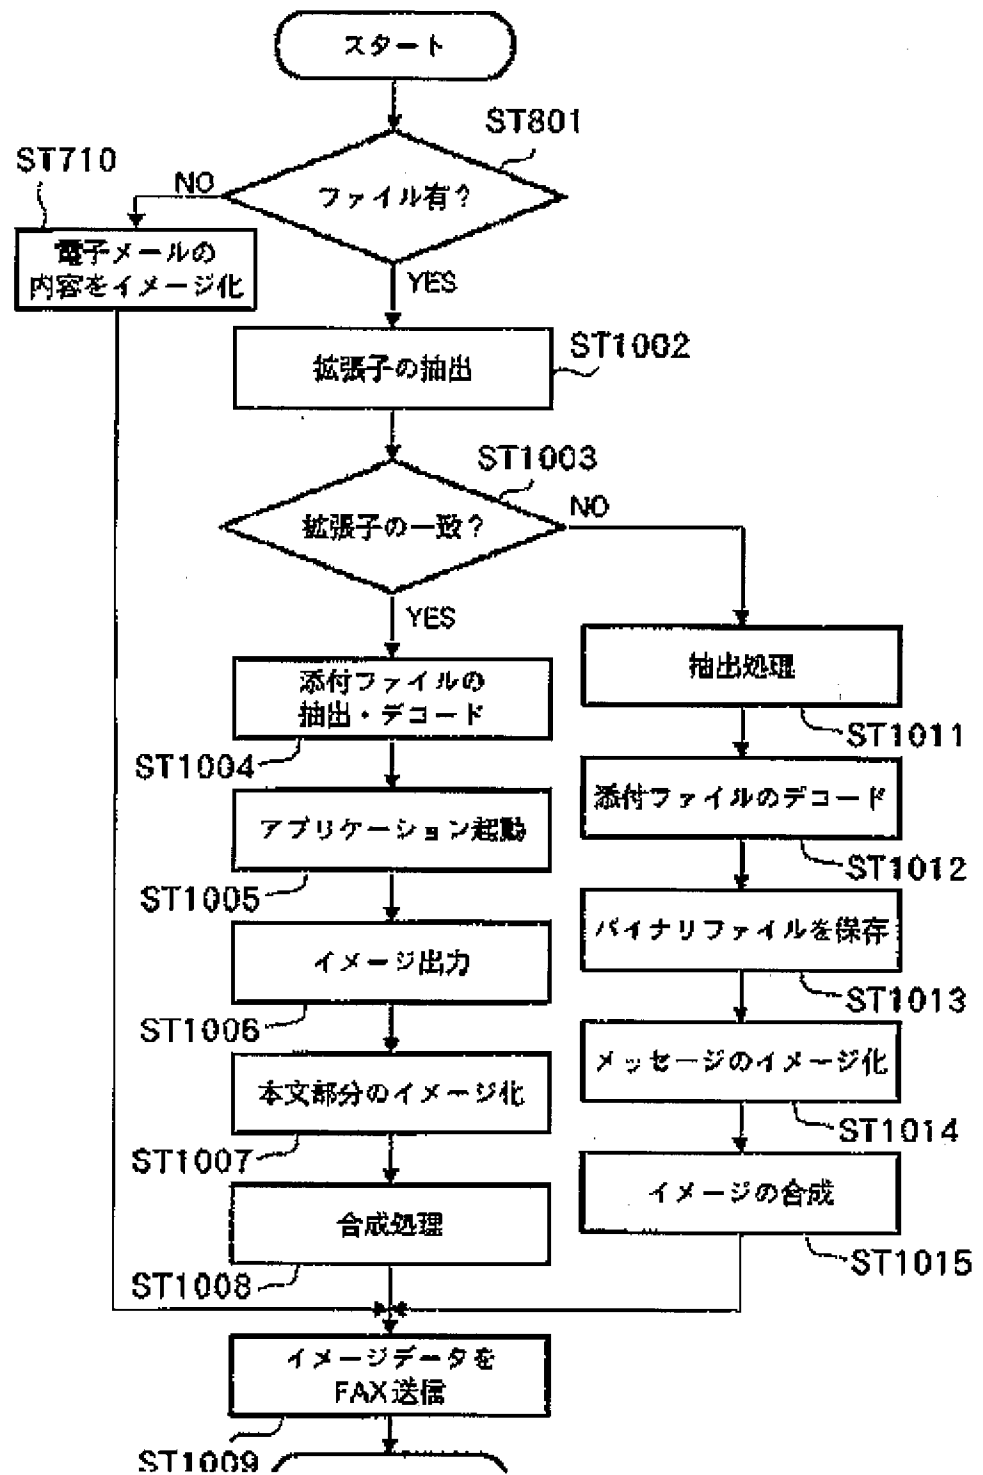 スタート
ST801
ファイル有?
NO
ST710
電子メールの
内容をイメージ化
YES
拡張子の抽出
ST1002
ST1003
拡張子の一致?
NO
YES
添付ファイルの
抽出・デコード
ST1004
アプリケーション起動
ST1005
イメージ出力
ST1006
本文部分のイメージ化
ST1007
合成処理
ST1008
抽出処理
ST1011
添付ファイルのデコード
ST1012
バイナリファイルを保存
ST1013
メッセージのイメージ化
ST1014
イメージの合成
ST1015
イメージデータを
FAX送信
ST1009